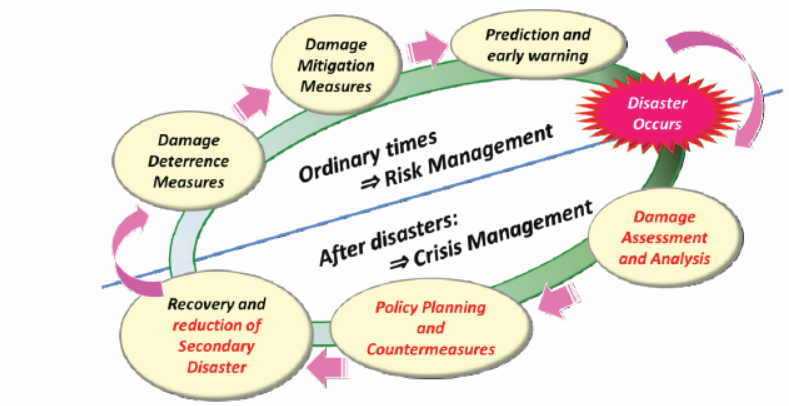 Damage
Mitigation
Measures
Prediction and
early warning
Disaster
Occurs
Damage
Deterrence
Measures
Ordinary times
⇒ Risk Management
After disasters:
⇒ Crisis Management
Damage
Assessment
and Analysis
Policy Planning
and
Countermeasures
Recovery and
reduction of
Secondary
Disaster